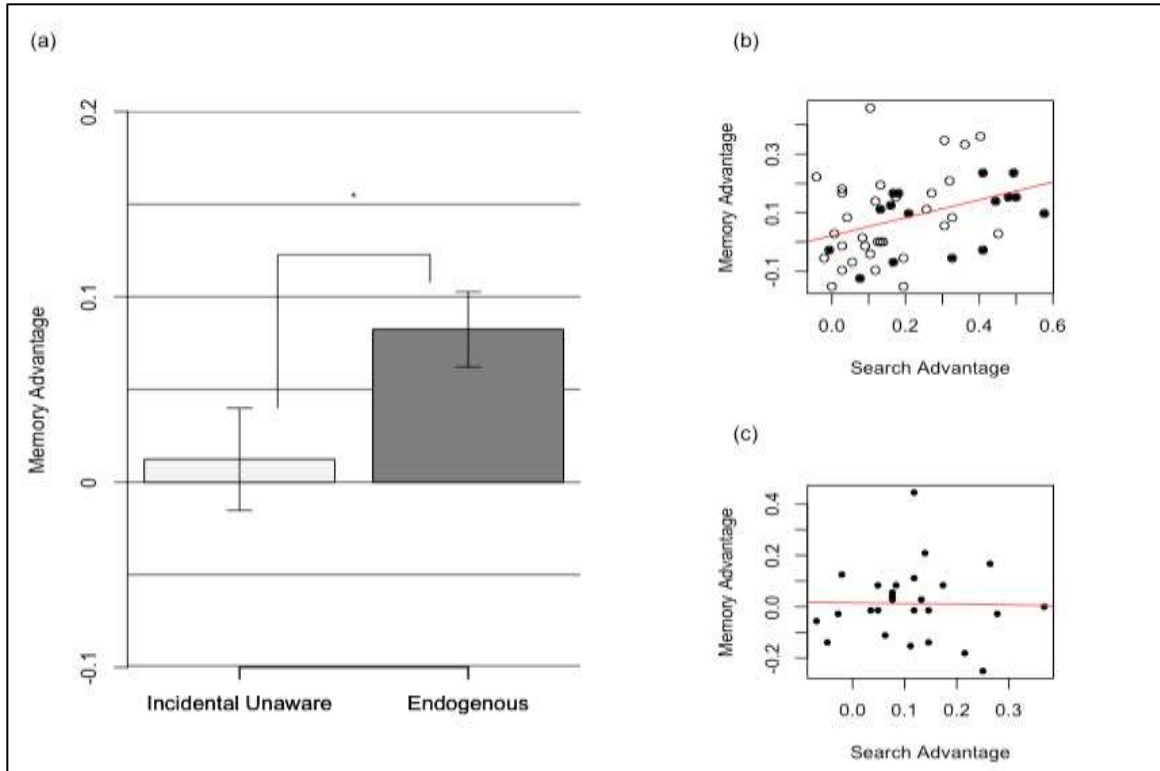 (a)
Memory Advantage
0.2
0.1
0
-0.1
*
Incidental Unaware
Endogenous
(b)
Memory Advantage
0.3
0.1
-0.1
0.0
0.2
0.4
0.6
Search Advantage
(c)
Memory Advantage
0.4
0.2
0.0
-0.2
0.0
0.1
0.2
0.3
Search Advantage